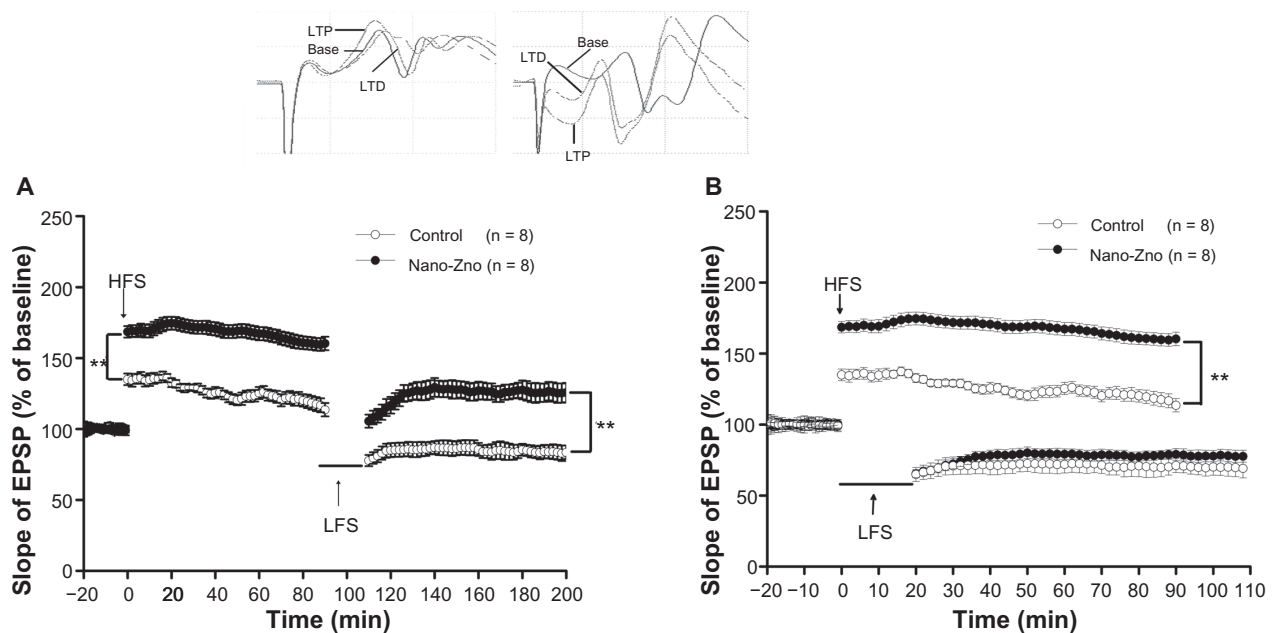 LTP
Base
LTD
Base
LTD
LTP
A
Slope of EPSP (% of baseline)
250
200
150
100
50
0
Control (n = 8)
Nano-Zno (n = 8)
HFS
**
**
LFS
−20 0 20 40 60 80 100 120 140 160 180 200
Time (min)
B
Slope of EPSP (% of baseline)
250
200
150
100
50
0
Control (n = 8)
Nano-Zno (n = 8)
HFS
**
LFS
−20 −10 0 10 20 30 40 50 60 70 80 90 100 110
Time (min)